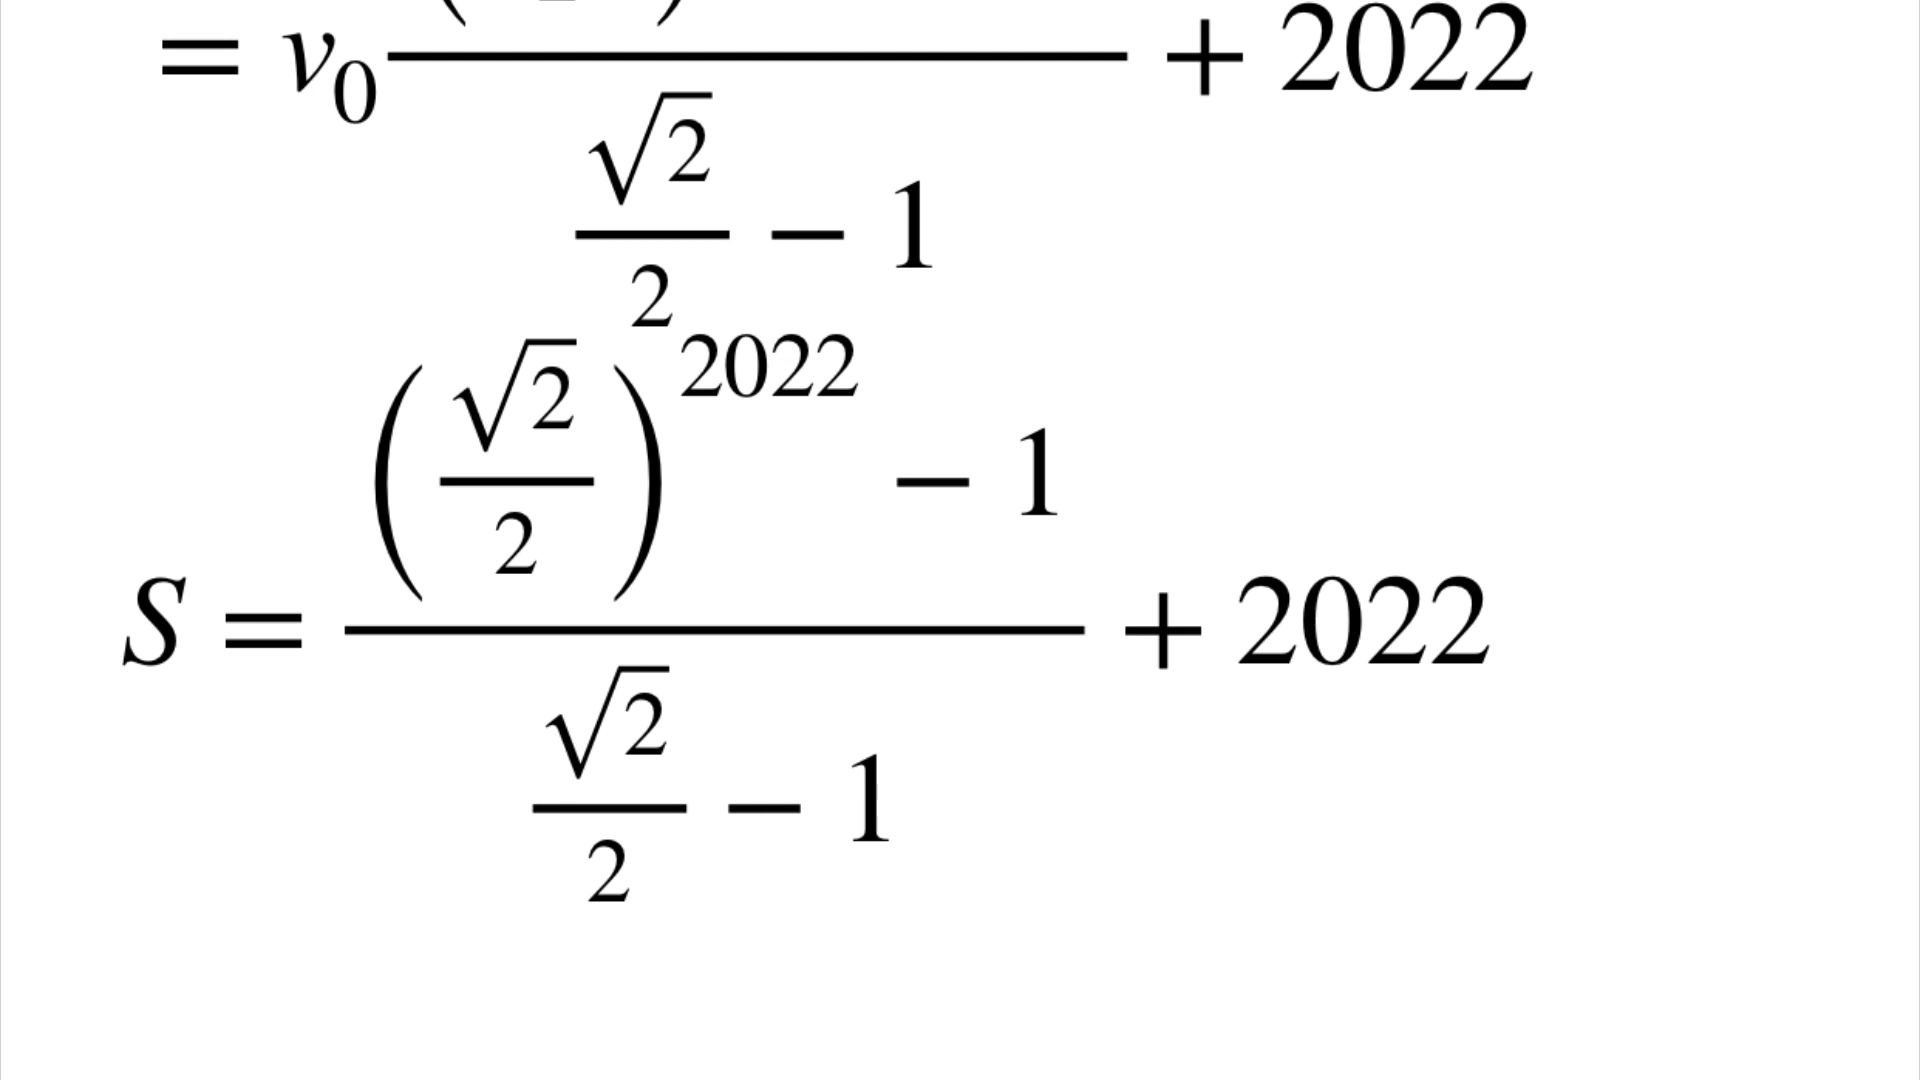 = v₀ (…) / (√2/2 − 1) + 2022
S = ((√2/2)^2022 − 1) / (√2/2 − 1) + 2022